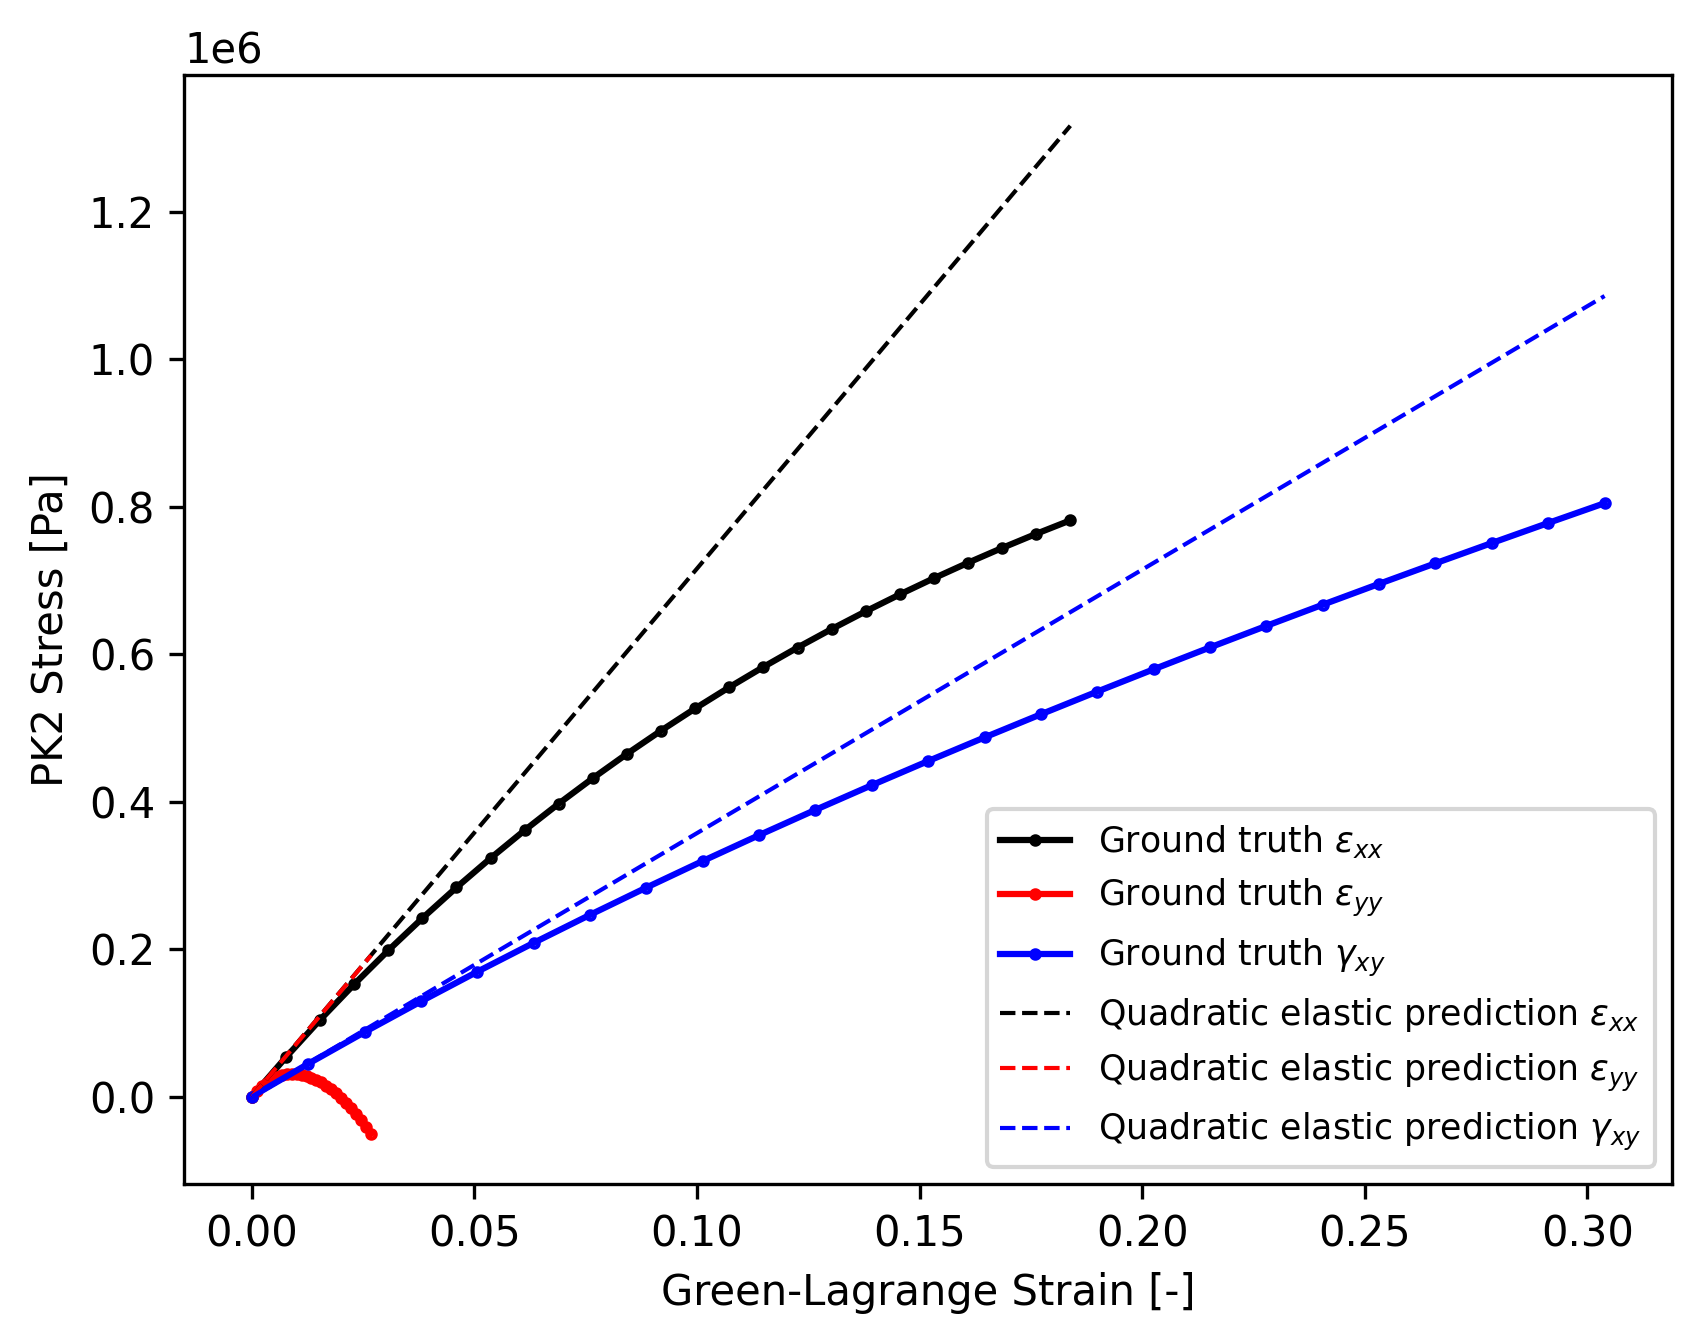 1e6
1.2
1.0
0.8
0.6
0.4
0.2
0.0
PK2 Stress [Pa]
Ground truth εxx
Ground truth εyy
Ground truth γxy
Quadratic elastic prediction εxx
Quadratic elastic prediction εyy
Quadratic elastic prediction γxy
0.00 0.05 0.10 0.15 0.20 0.25 0.30
Green-Lagrange Strain [-]